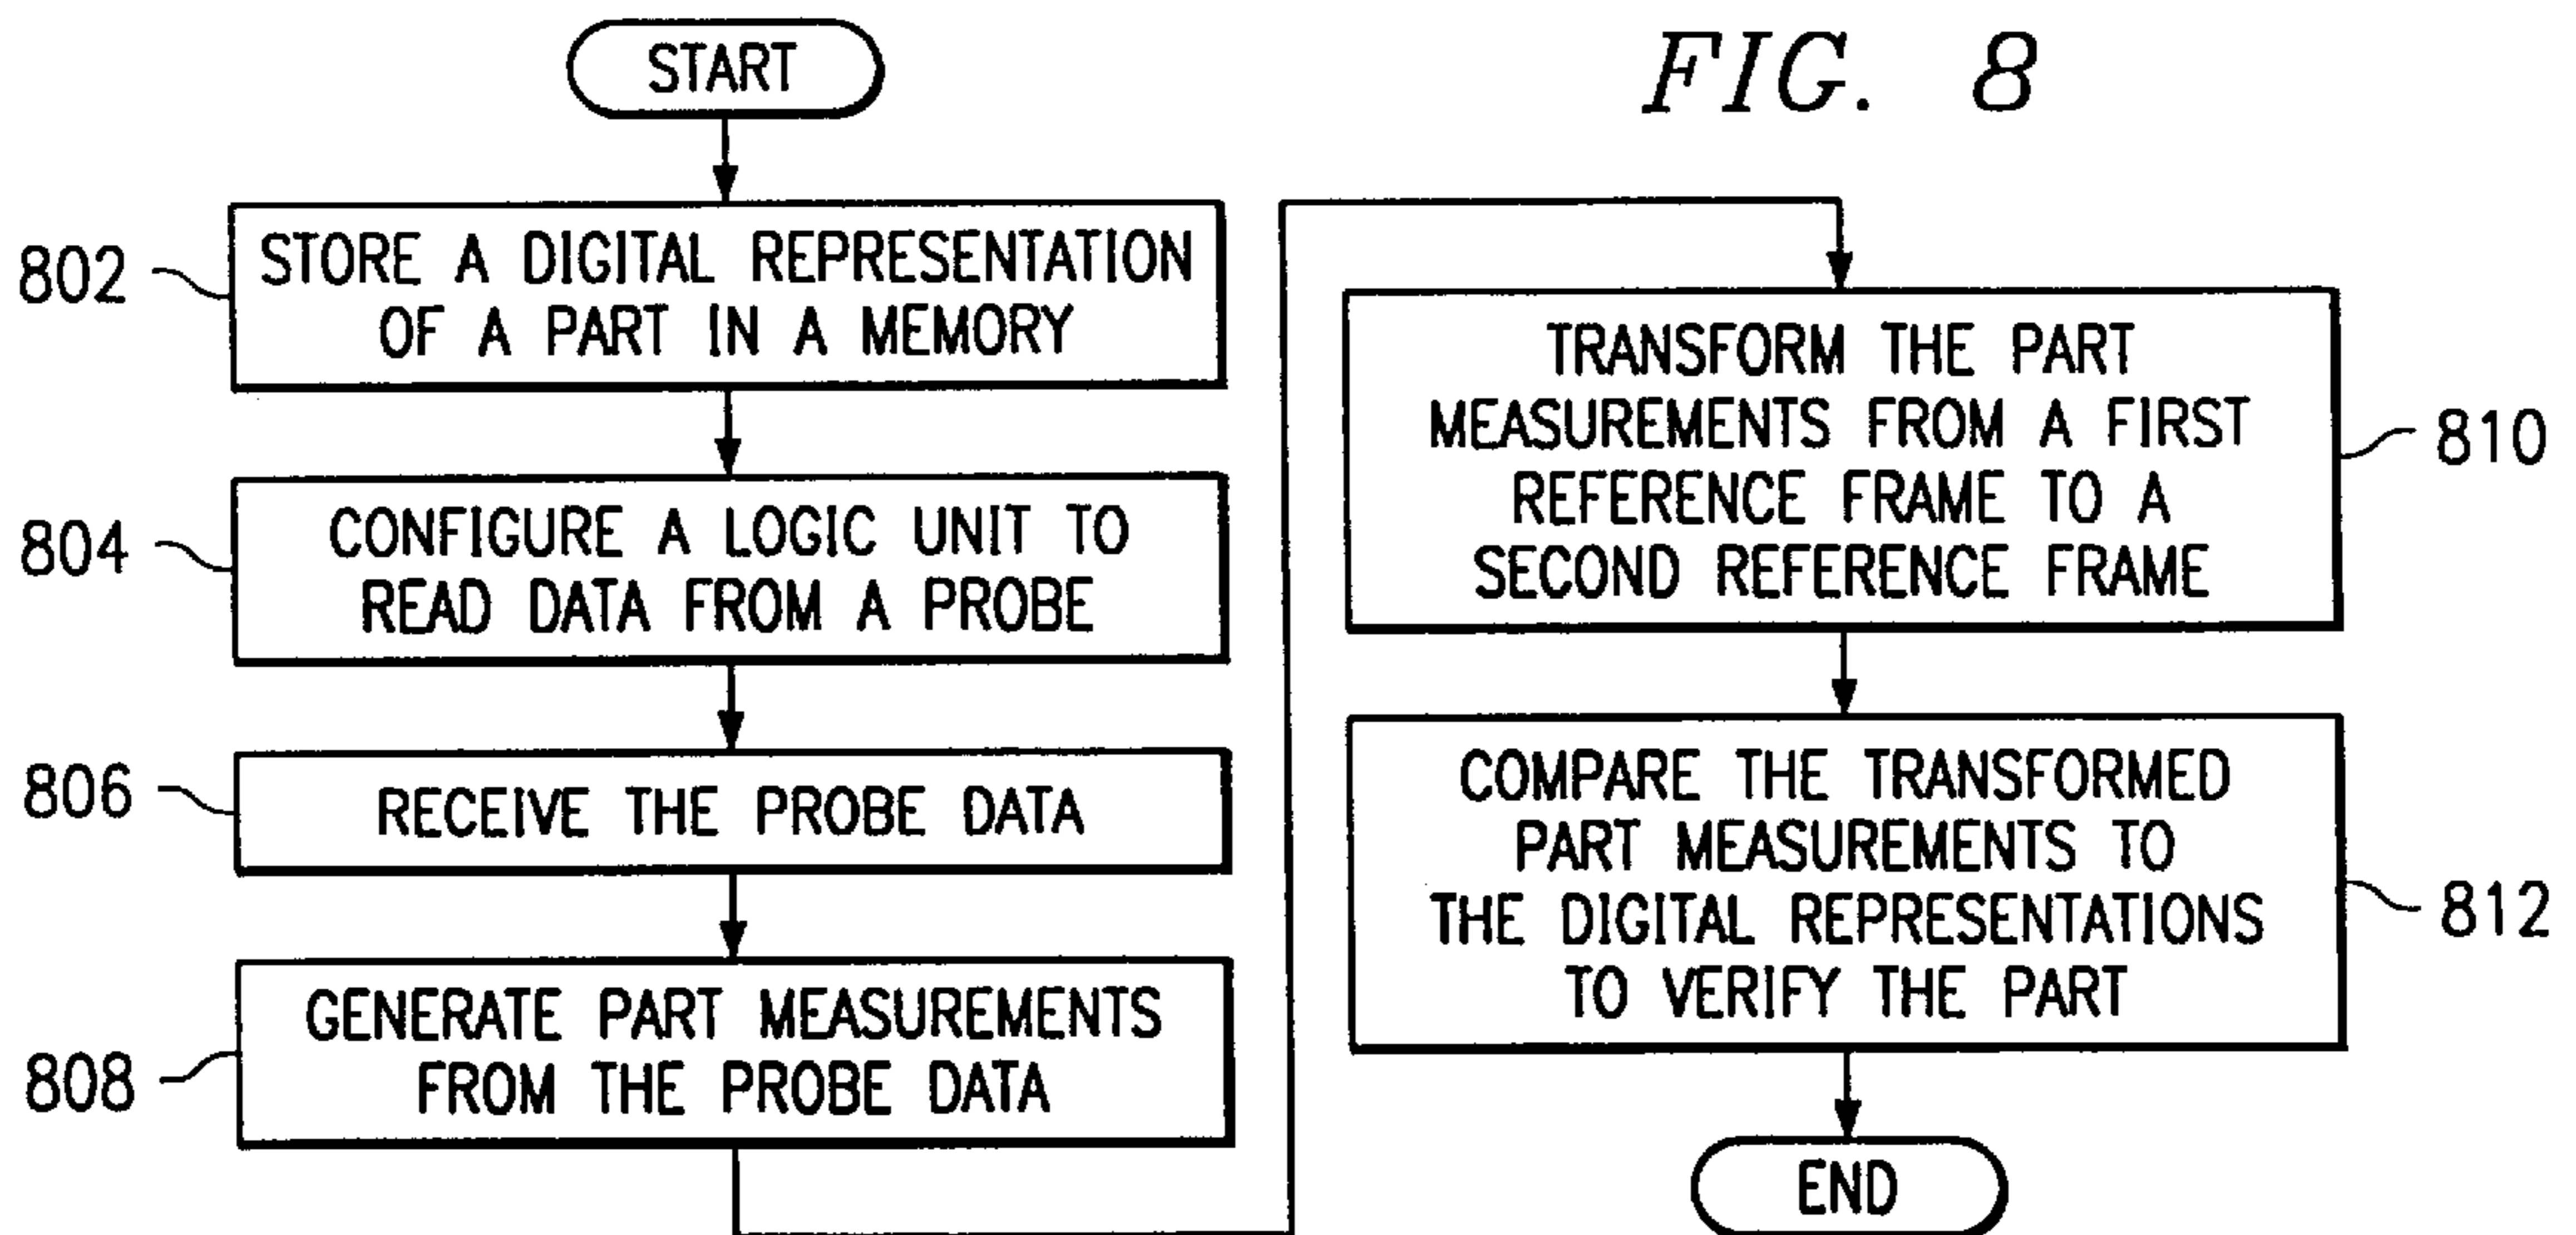 FIG. 8
START
802
STORE A DIGITAL REPRESENTATION
OF A PART IN A MEMORY
804
CONFIGURE A LOGIC UNIT TO
READ DATA FROM A PROBE
806
RECEIVE THE PROBE DATA
808
GENERATE PART MEASUREMENTS
FROM THE PROBE DATA
TRANSFORM THE PART
MEASUREMENTS FROM A FIRST
REFERENCE FRAME TO A
SECOND REFERENCE FRAME
810
COMPARE THE TRANSFORMED
PART MEASUREMENTS TO
THE DIGITAL REPRESENTATIONS
TO VERIFY THE PART
812
END